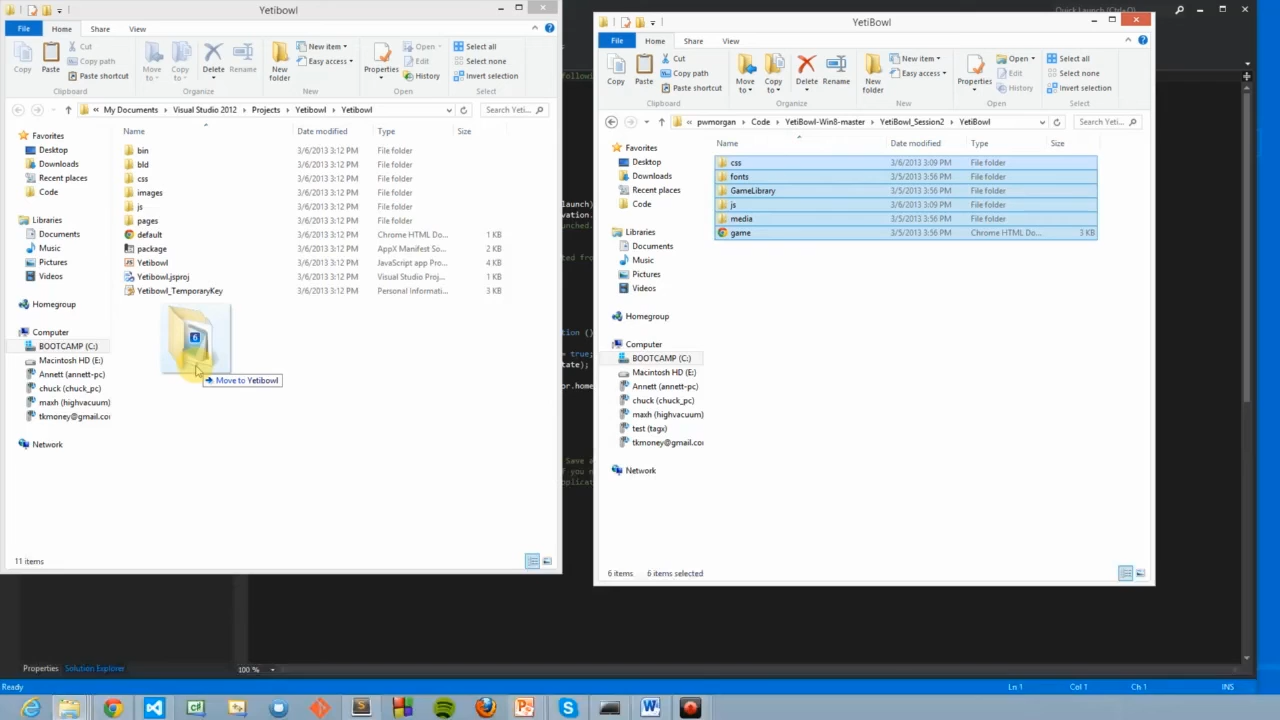 Yetibowl
File Home Share View
Copy Paste Cut Copy path Paste shortcut
Move to Copy to Delete Rename
New folder New item Easy access
Properties Open Edit History
Select all Select none Invert selection
Clipboard Organize New Open Select
« My Documents Visual Studio 2012 Projects Yetibowl Yetibowl
Search Yeti...
Favorites
Desktop
Downloads
Recent places
Code
Libraries
Documents
Music
Pictures
Videos
Homegroup
Computer
BOOTCAMP (C:)
Macintosh HD (E:)
Annett (annett-pc)
chuck (chuck_pc)
maxh (highvacuum)
tkmoney@gmail.com
Network
Name Date modified Type Size
bin 3/6/2013 3:12 PM File folder
bld 3/6/2013 3:12 PM File folder
css 3/6/2013 3:12 PM File folder
images 3/6/2013 3:12 PM File folder
js 3/6/2013 3:12 PM File folder
pages 3/6/2013 3:12 PM File folder
default 3/6/2013 3:12 PM Chrome HTML Do... 1 KB
package 3/6/2013 3:12 PM AppX Manifest So... 2 KB
Yetibowl 3/6/2013 3:12 PM JavaScript app Pro... 4 KB
Yetibowl.jsproj 3/6/2013 3:12 PM Visual Studio Proj... 1 KB
Yetibowl_TemporaryKey 3/6/2013 3:12 PM Personal Informati... 3 KB
6
Move to Yetibowl
11 items
Quick Launch (Ctrl+Q)
YetiBowl
File Home Share View
Copy Paste Cut Copy path Paste shortcut
Move to Copy to Delete Rename
New folder New item Easy access
Properties Open Edit History
Select all Select none Invert selection
Clipboard Organize New Open Select
« pwmorgan Code YetiBowl-Win8-master YetiBowl_Session2 YetiBowl
Search Yeti...
Favorites
Desktop
Downloads
Recent places
Code
Libraries
Documents
Music
Pictures
Videos
Homegroup
Computer
BOOTCAMP (C:)
Macintosh HD (E:)
Annett (annett-pc)
chuck (chuck_pc)
maxh (highvacuum)
test (tagx)
tkmoney@gmail.com
Network
Name Date modified Type Size
css 3/6/2013 3:09 PM File folder
fonts 3/5/2013 3:56 PM File folder
GameLibrary 3/5/2013 3:56 PM File folder
js 3/6/2013 3:09 PM File folder
media 3/5/2013 3:56 PM File folder
game 3/5/2013 3:56 PM Chrome HTML Do... 3 KB
6 items 6 items selected
Properties Solution Explorer 100 %
Ready Ln 1 Col 1 Ch 1 INS